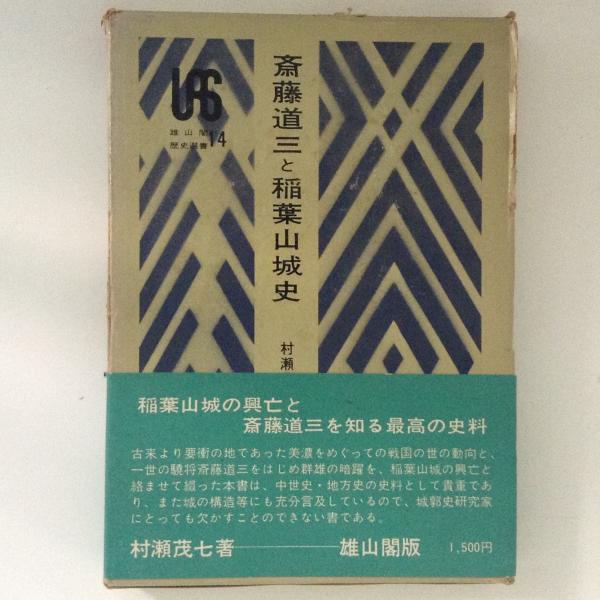 URS
雄山閣
歴史選書14
斎藤道三と稲葉山城史
村瀬
稲葉山城の興亡と
斎藤道三を知る最高の史料
古来より要衝の地であった美濃をめぐっての戦国の世の動向と、
一世の驍将斎藤道三をはじめ群雄の暗躍を、稲葉山城の興亡と
絡ませて綴った本書は、中世史・地方史の史料として貴重であ
り、また城の構造等にも充分言及しているので、城郭史研究家
にとっても欠かすことのできない書である。
村瀬茂七著――雄山閣版 1,500円